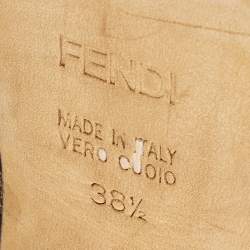 FENDI
MADE IN ITALY
VERO CUOIO
38½